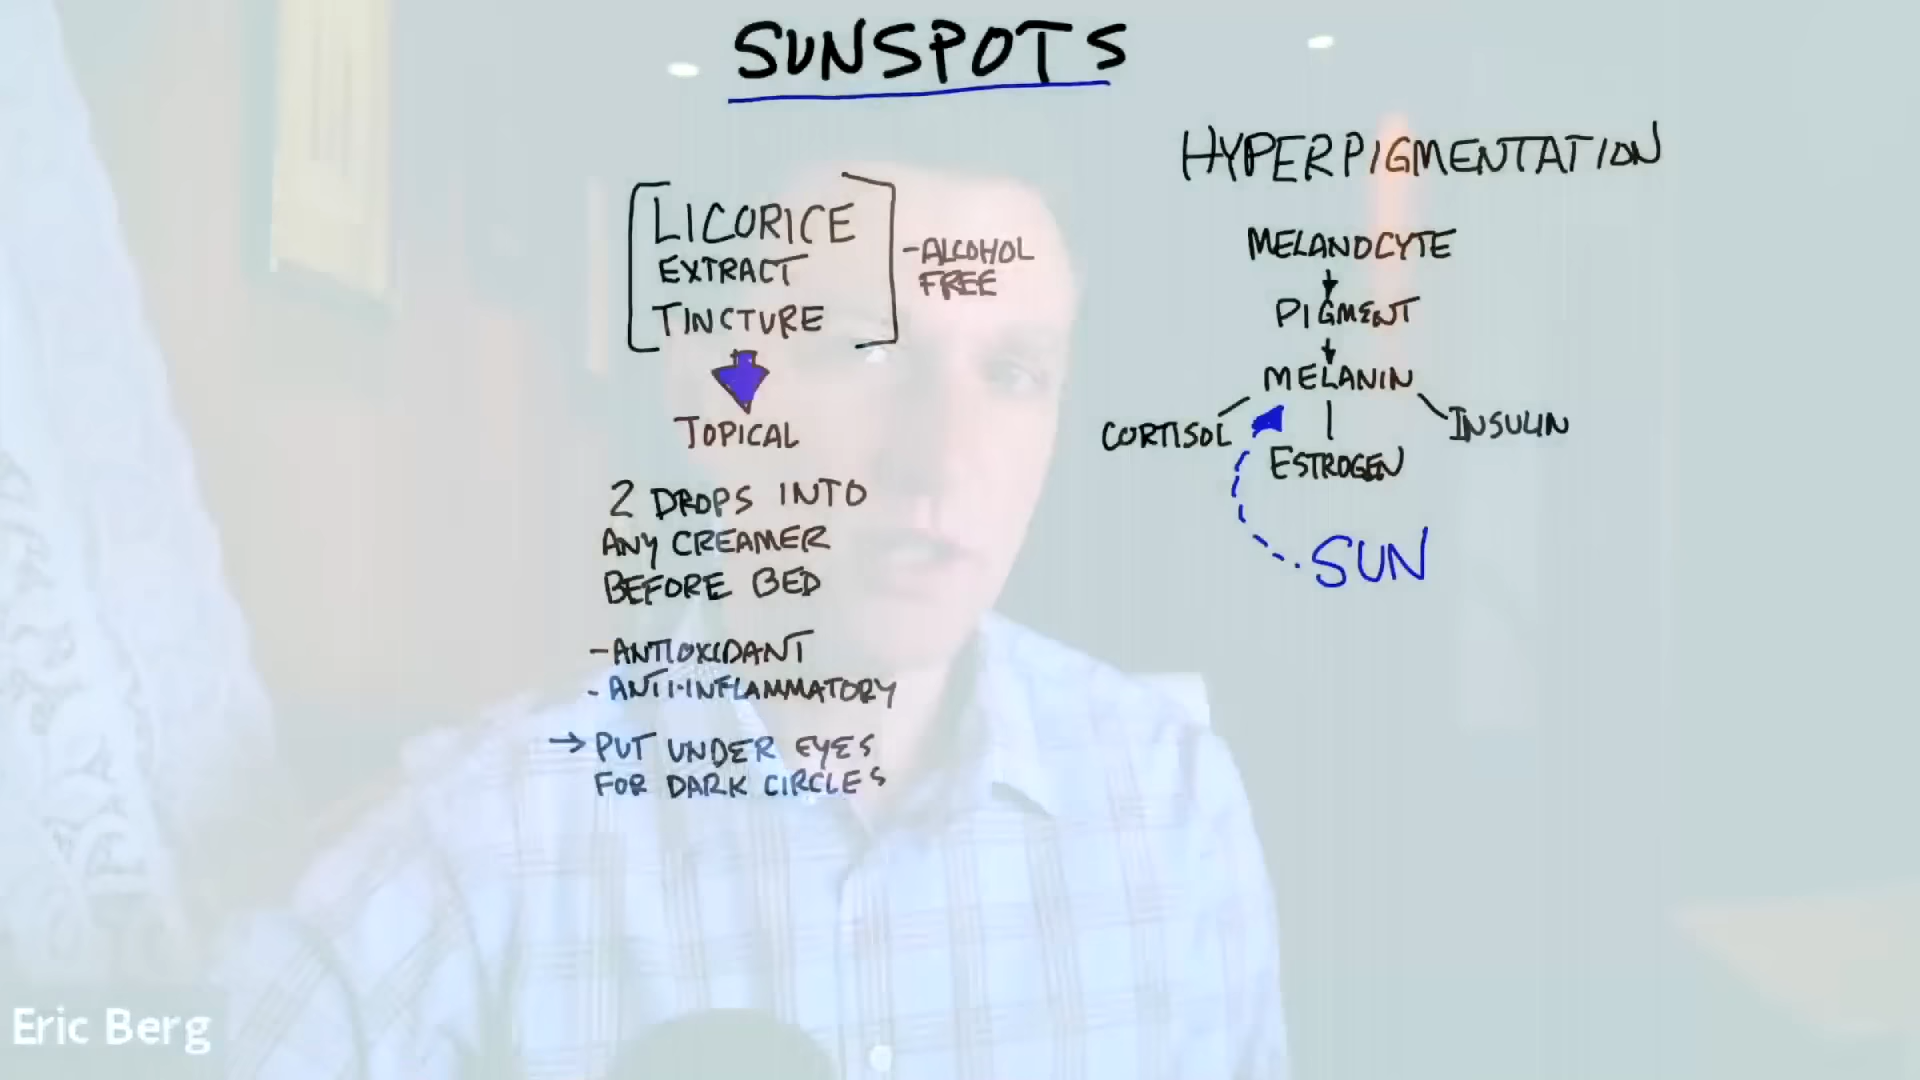 SUNSPOTS
LICORICE
EXTRACT
TINCTURE
-ALCOHOL
FREE
TOPICAL
2 DROPS INTO
ANY CREAMER
BEFORE BED
-ANTIOXIDANT
-ANTI-INFLAMMATORY
→ PUT UNDER EYES
FOR DARK CIRCLES
HYPERPIGMENTATION
MELANOCYTE
PIGMENT
MELANIN
CORTISOL
ESTROGEN
INSULIN
SUN
Eric Berg